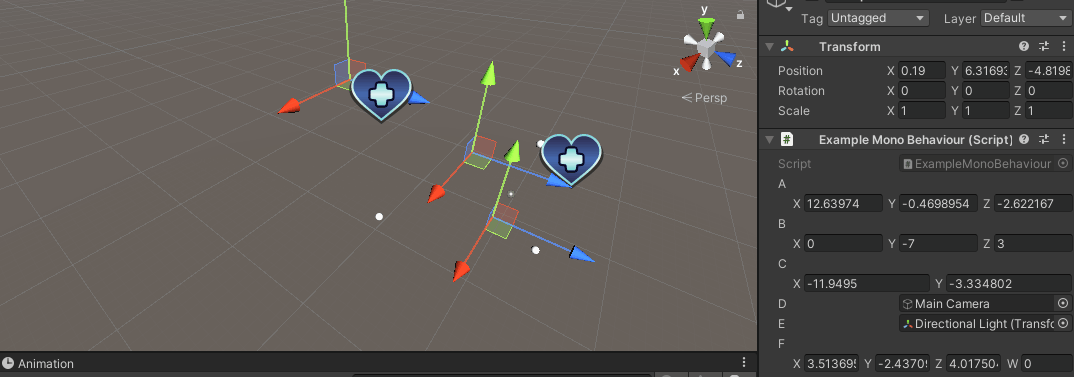 y
x
z
Persp
Animation
Tag Untagged Layer Default
Transform
Position X 0.19 Y 6.31693 Z -4.8198
Rotation X 0 Y 0 Z 0
Scale X 1 Y 1 Z 1
# Example Mono Behaviour (Script)
Script ExampleMonoBehaviour
A
X 12.63974 Y -0.4698954 Z -2.622167
B
X 0 Y -7 Z 3
C
X -11.9495 Y -3.334802
D Main Camera
E Directional Light (Transfo
F
X 3.513695 Y -2.43709 Z 4.01750 W 0